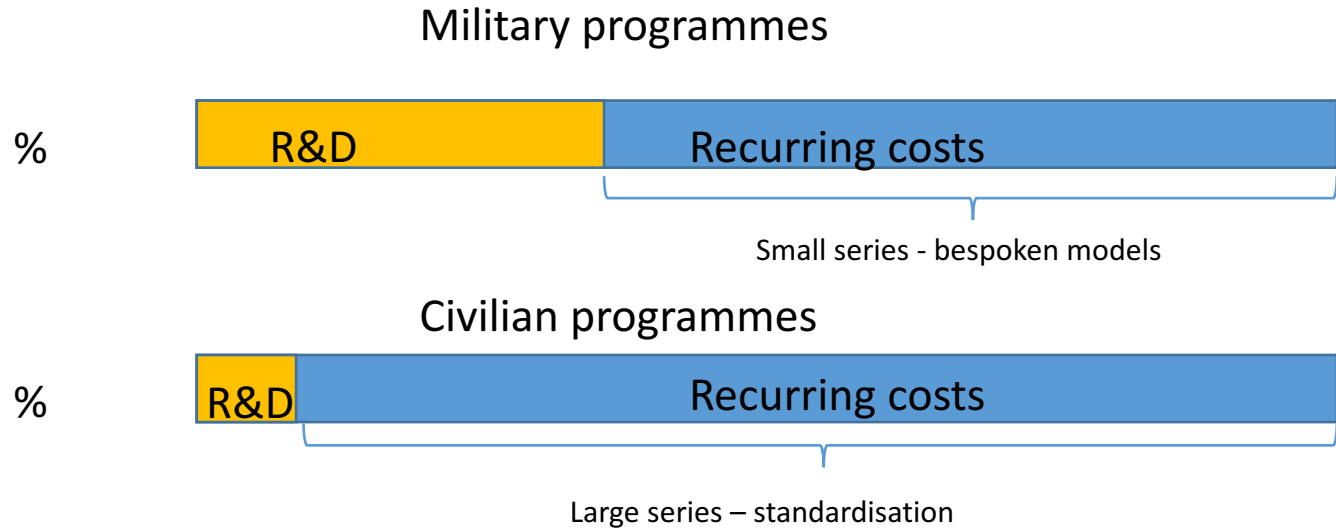 Military programmes
% R&D Recurring costs
Small series - bespoken models
Civilian programmes
% R&D Recurring costs
Large series – standardisation